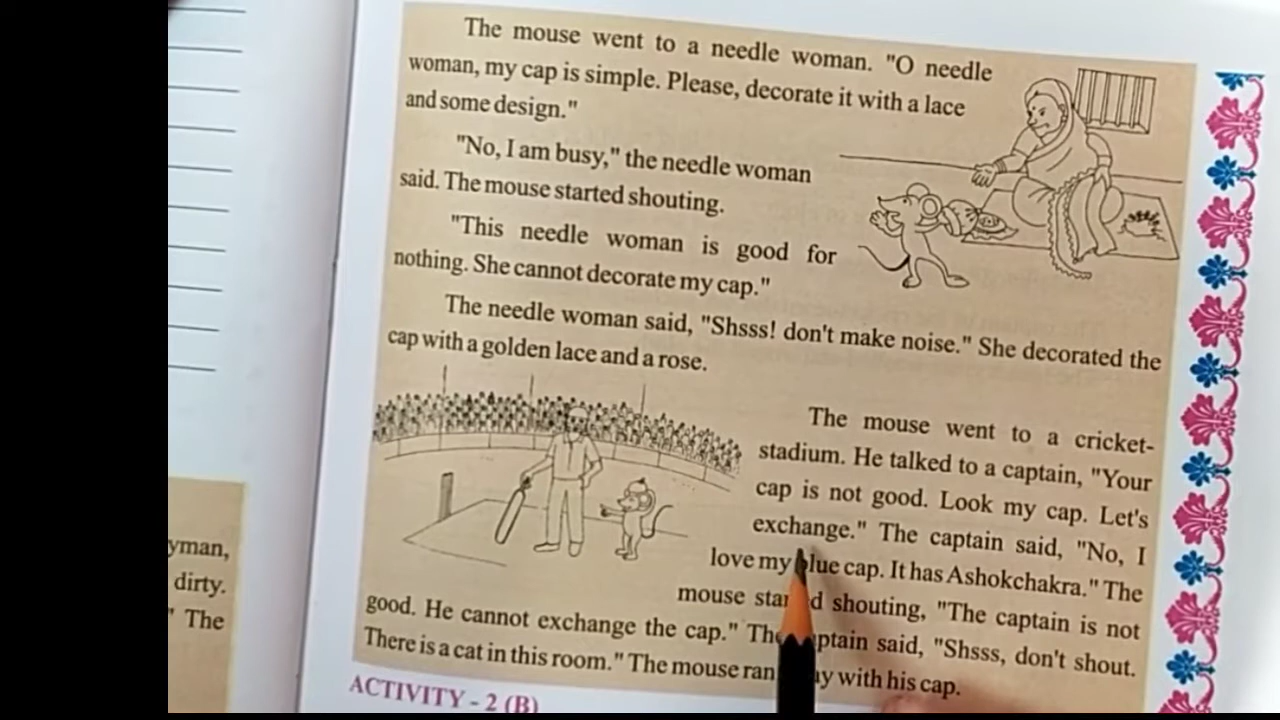 The mouse went to a needle woman. "O needle
woman, my cap is simple. Please, decorate it with a lace
and some design."
"No, I am busy," the needle woman
said. The mouse started shouting.
"This needle woman is good for
nothing. She cannot decorate my cap."
The needle woman said, "Shsss! don't make noise." She decorated the
cap with a golden lace and a rose.
The mouse went to a cricket-
stadium. He talked to a captain, "Your
cap is not good. Look my cap. Let's
exchange." The captain said, "No, I
love my blue cap. It has Ashokchakra." The
mouse shouting, "The captain is not
good. He cannot exchange the cap." The captain said, "Shsss, don't shout.
There is a cat in this room." The mouse ran with his cap.
ACTIVITY - 2 (B)
yman,
dirty.
" The